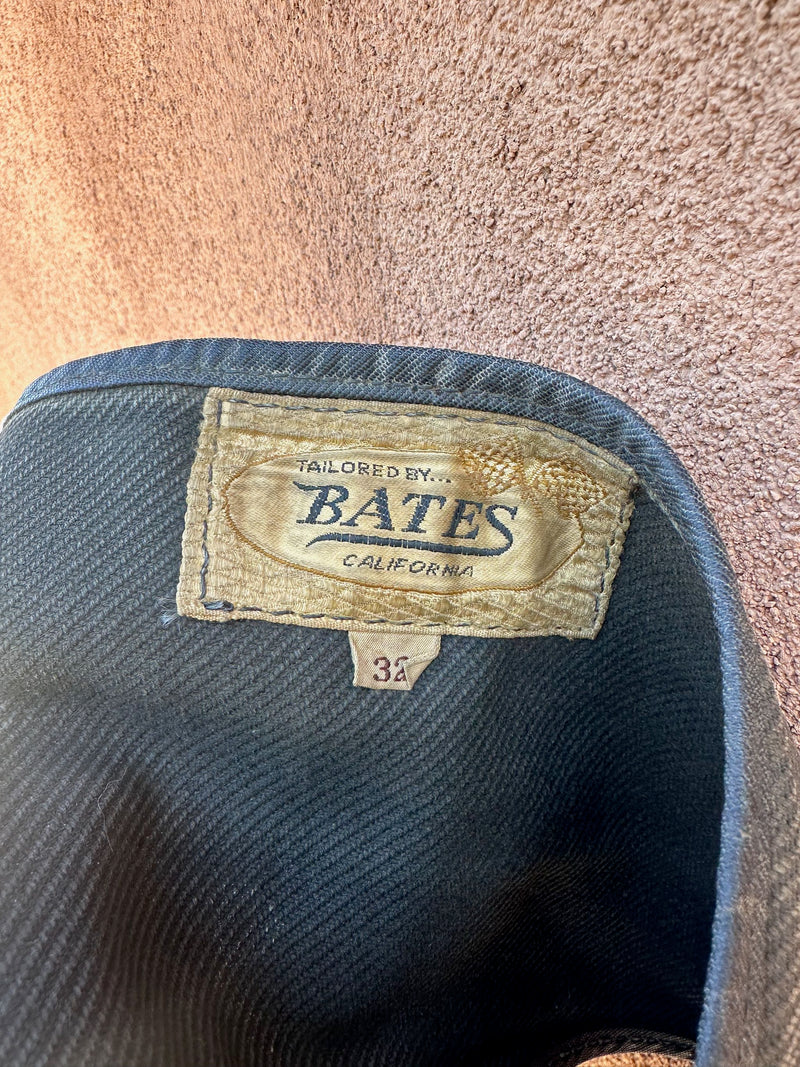 TAILORED BY...
BATES
CALIFORNIA
32